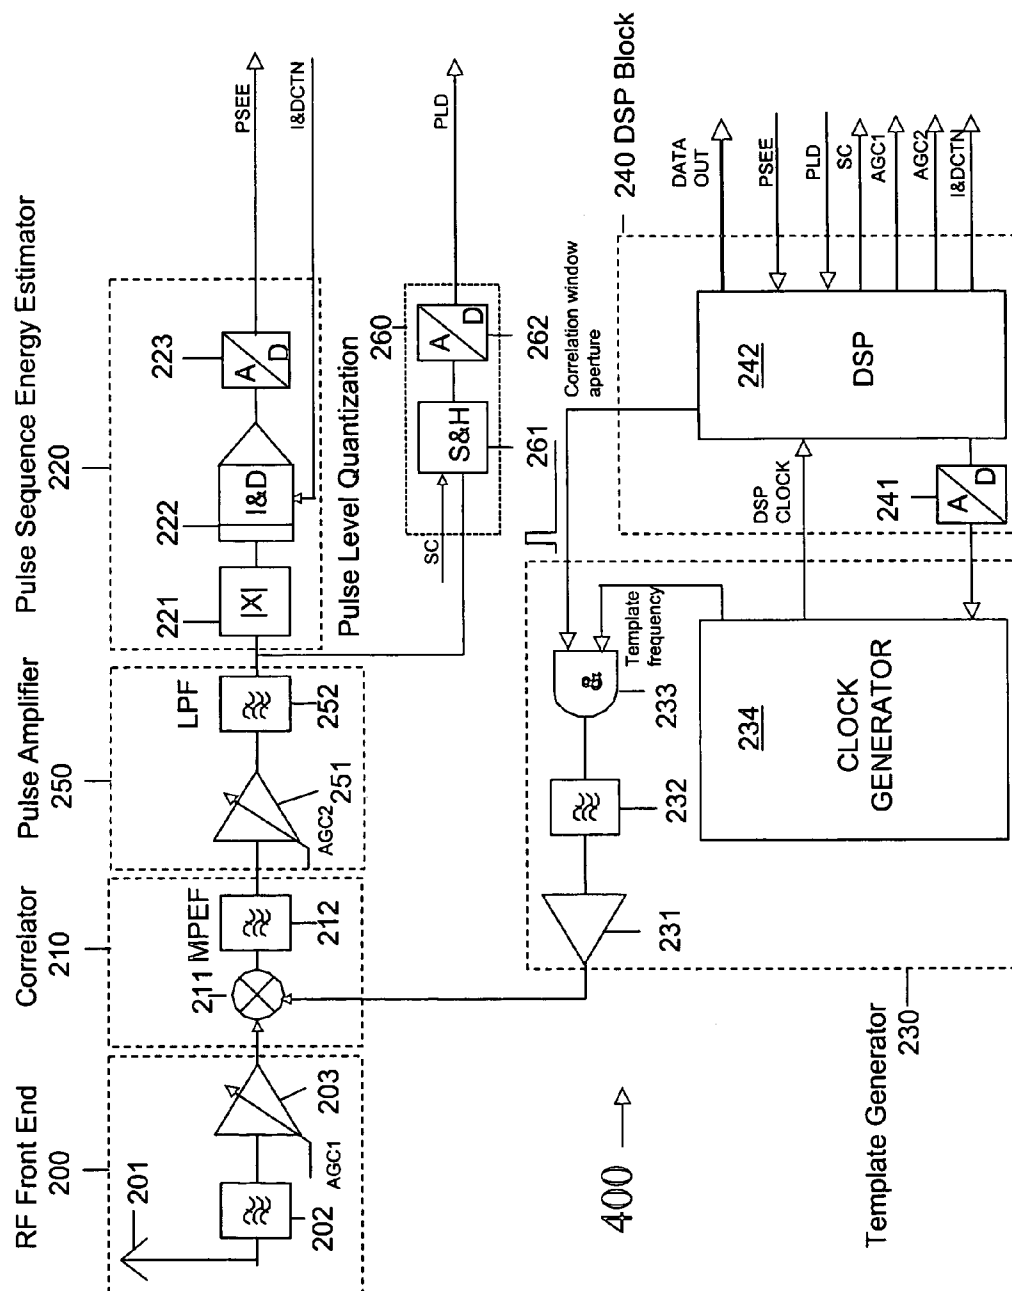 RF Front End
200
201
202
203
AGC1
Correlator
210
211
MPEF
212
Pulse Amplifier
250
251
AGC2
LPF
252
Pulse Sequence Energy Estimator
220
221
|X|
222
I&D
223
A
D
PSEE
I&DCTN
Pulse Level Quantization
260
SC
S&H
261
A
D
262
PLD
400
Template Generator
230
231
232
233
&
Template
frequency
234
CLOCK
GENERATOR
Correlation window
aperture
240 DSP Block
DSP
CLOCK
241
A
D
242
DSP
DATA
OUT
PSEE
PLD
SC
AGC1
AGC2
I&DCTN